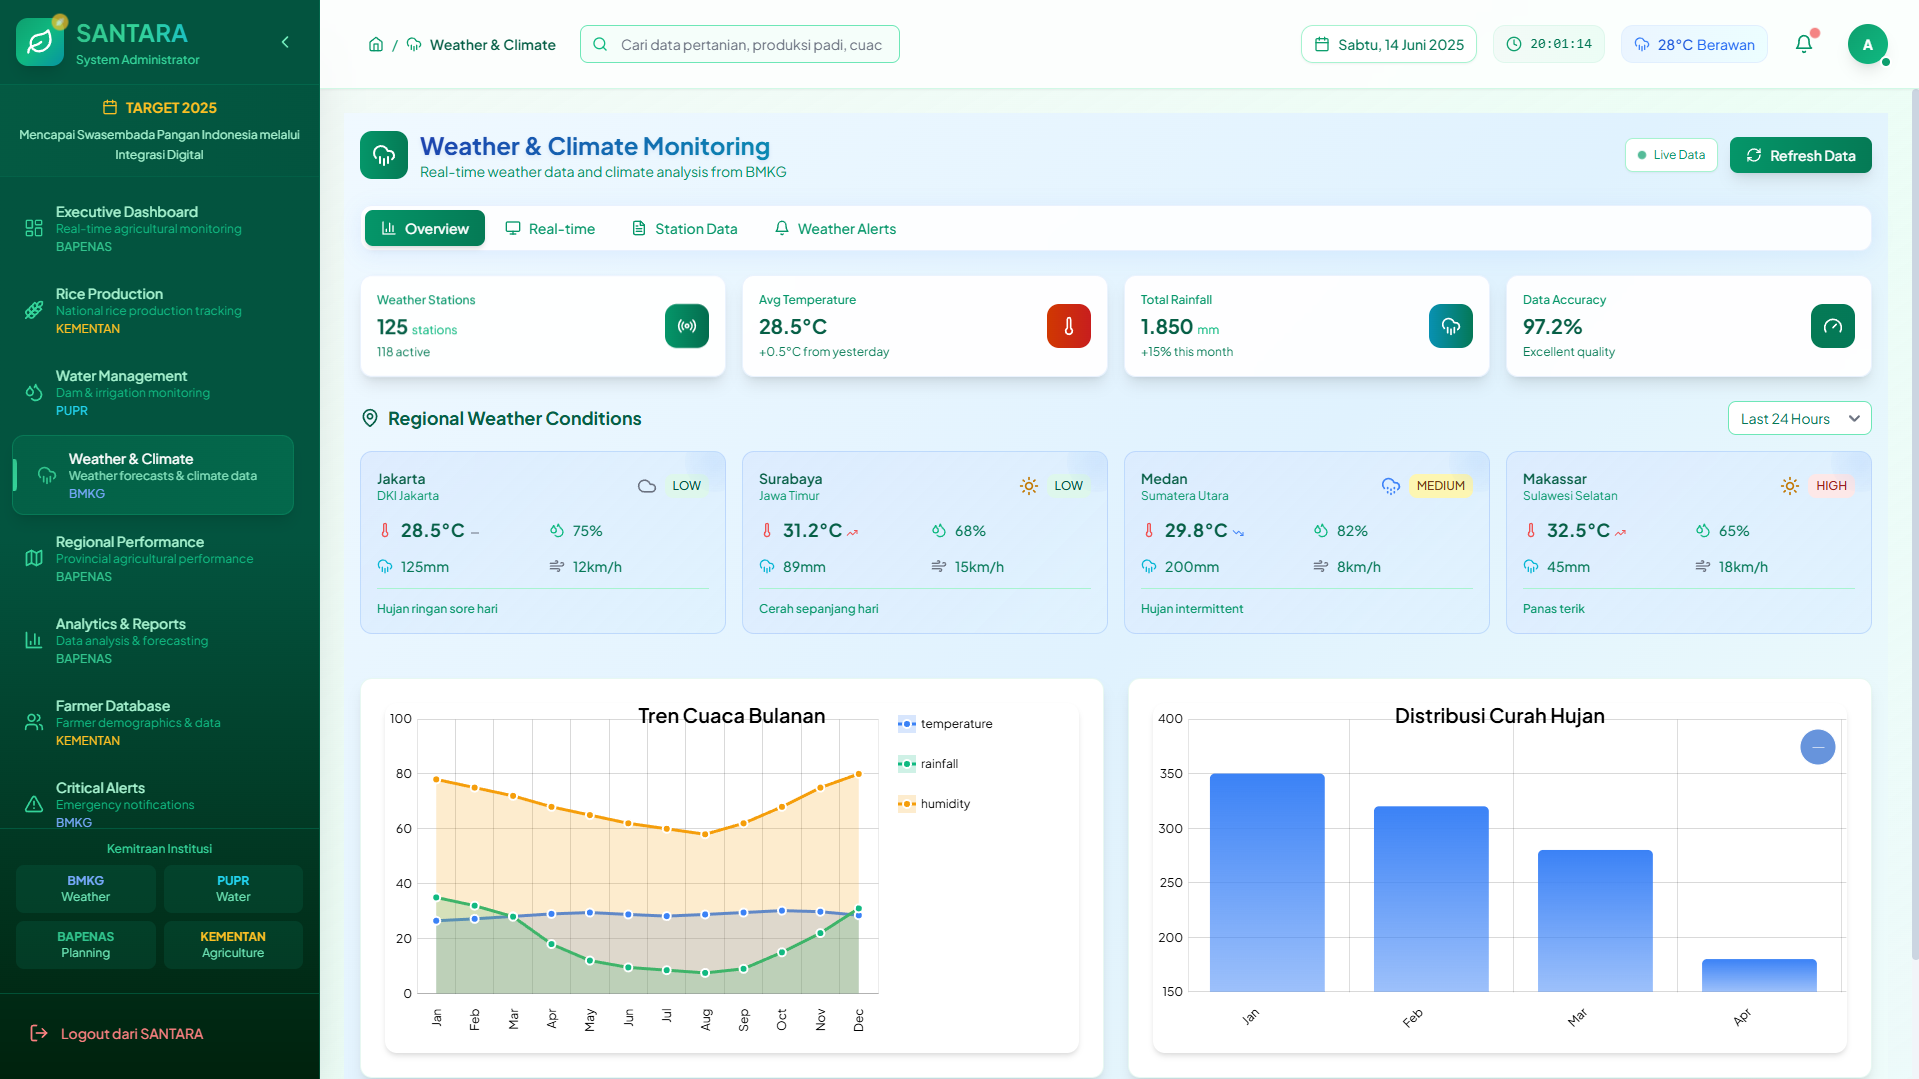 SANTARA
System Administrator
TARGET 2025
Mencapai Swasembada Pangan Indonesia melalui
Integrasi Digital
Executive Dashboard
Real-time agricultural monitoring
BAPENAS
Rice Production
National rice production tracking
KEMENTAN
Water Management
Dam & irrigation monitoring
PUPR
Weather & Climate
Weather forecasts & climate data
BMKG
Regional Performance
Provincial agricultural performance
BAPENAS
Analytics & Reports
Data analysis & forecasting
BAPENAS
Farmer Database
Farmer demographics & data
KEMENTAN
Critical Alerts
Emergency notifications
BMKG
Kemitraan Institusi
BMKG
Weather
PUPR
Water
BAPENAS
Planning
KEMENTAN
Agriculture
Logout dari SANTARA
/ Weather & Climate
Cari data pertanian, produksi padi, cuac
Sabtu, 14 Juni 2025
20:01:14
28°C Berawan
A
Weather & Climate Monitoring
Real-time weather data and climate analysis from BMKG
Live Data
Refresh Data
Overview
Real-time
Station Data
Weather Alerts
Weather Stations
125 stations
118 active
Avg Temperature
28.5°C
+0.5°C from yesterday
Total Rainfall
1.850 mm
+15% this month
Data Accuracy
97.2%
Excellent quality
Regional Weather Conditions
Last 24 Hours
Jakarta
DKI Jakarta
LOW
28.5°C
75%
125mm
12km/h
Hujan ringan sore hari
Surabaya
Jawa Timur
LOW
31.2°C
68%
89mm
15km/h
Cerah sepanjang hari
Medan
Sumatera Utara
MEDIUM
29.8°C
82%
200mm
8km/h
Hujan intermittent
Makassar
Sulawesi Selatan
HIGH
32.5°C
65%
45mm
18km/h
Panas terik
Tren Cuaca Bulanan
100
80
60
40
20
0
Jan
Feb
Mar
Apr
May
Jun
Jul
Aug
Sep
Oct
Nov
Dec
temperature
rainfall
humidity
Distribusi Curah Hujan
400
350
300
250
200
150
Jan
Feb
Mar
Apr